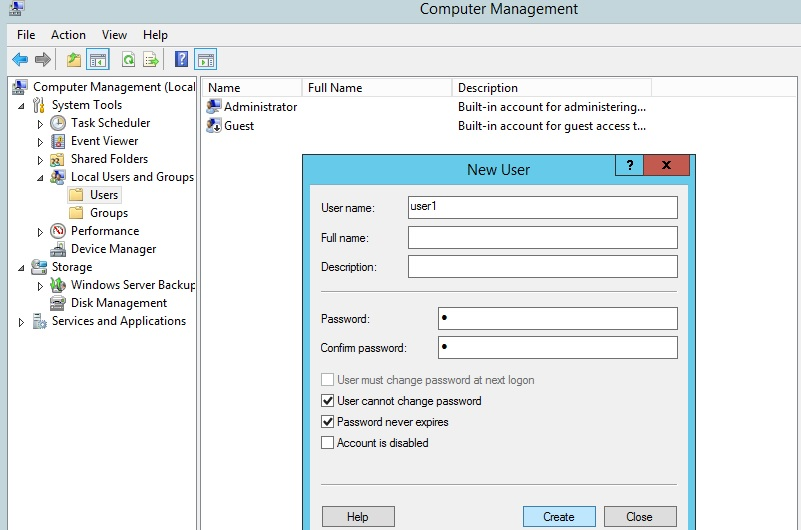 Computer Management
File Action View Help
Computer Management (Local
System Tools
Task Scheduler
Event Viewer
Shared Folders
Local Users and Groups
Users
Groups
Performance
Device Manager
Storage
Windows Server Backup
Disk Management
Services and Applications
Name Full Name Description
Administrator Built-in account for administering...
Guest Built-in account for guest access t...
New User
? x
User name: user1
Full name:
Description:
Password: ●
Confirm password: ●
User must change password at next logon
User cannot change password
Password never expires
Account is disabled
Help Create Close